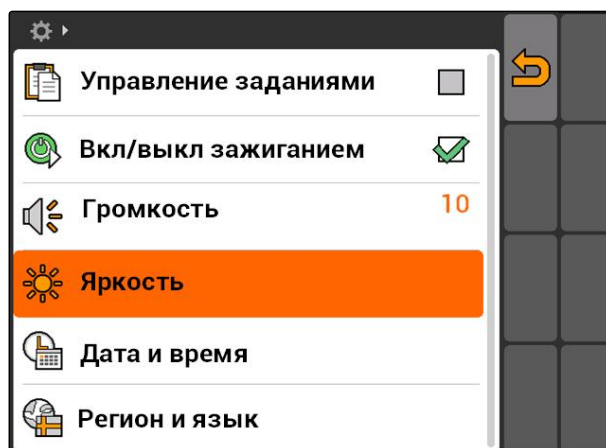 Управление заданиями
Вкл/выкл зажиганием
Громкость 10
Яркость
Дата и время
Регион и язык